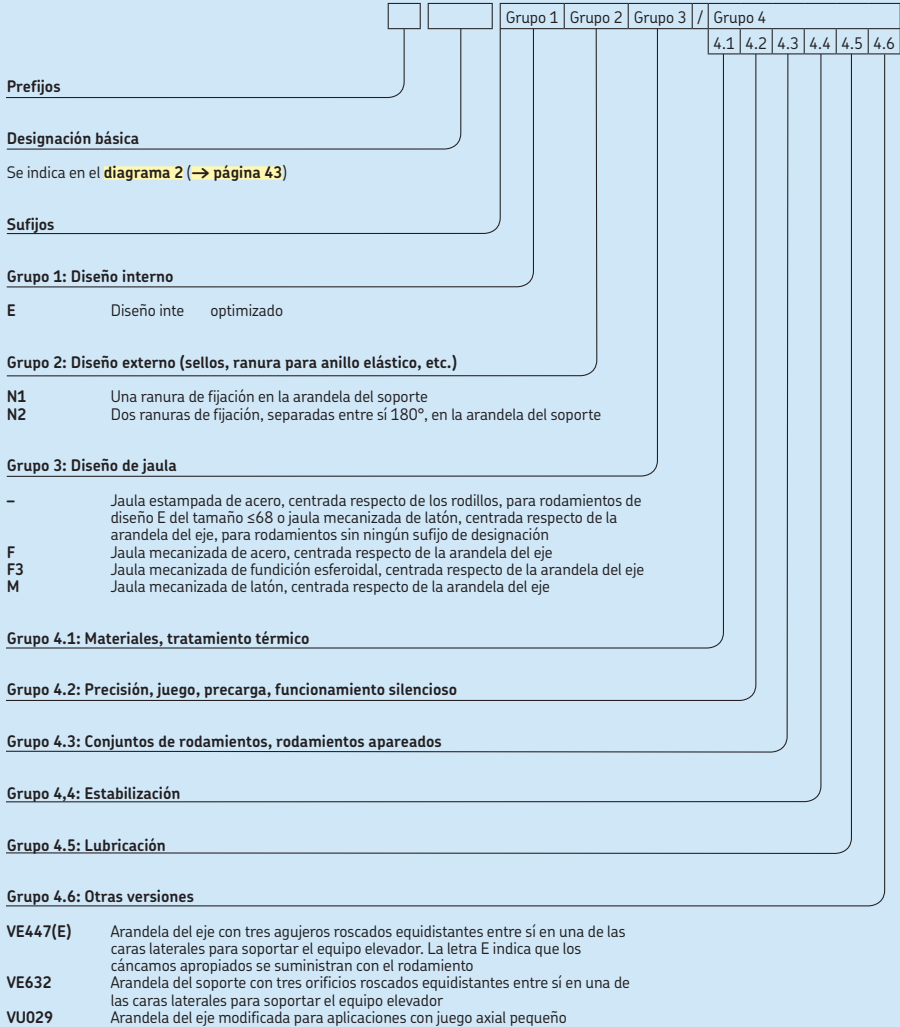 Grupo 1 Grupo 2 Grupo 3 / Grupo 4
4.1 4.2 4.3 4.4 4.5 4.6
Prefijos
Designación básica
Se indica en el diagrama 2 (→ página 43)
Sufijos
Grupo 1: Diseño interno
E Diseño inte optimizado
Grupo 2: Diseño externo (sellos, ranura para anillo elástico, etc.)
N1 Una ranura de fijación en la arandela del soporte
N2 Dos ranuras de fijación, separadas entre sí 180°, en la arandela del soporte
Grupo 3: Diseño de jaula
– Jaula estampada de acero, centrada respecto de los rodillos, para rodamientos de
diseño E del tamaño ≤68 o jaula mecanizada de latón, centrada respecto de la
arandela del eje, para rodamientos sin ningún sufijo de designación
F Jaula mecanizada de acero, centrada respecto de la arandela del eje
F3 Jaula mecanizada de fundición esferoidal, centrada respecto de la arandela del eje
M Jaula mecanizada de latón, centrada respecto de la arandela del eje
Grupo 4.1: Materiales, tratamiento térmico
Grupo 4.2: Precisión, juego, precarga, funcionamiento silencioso
Grupo 4.3: Conjuntos de rodamientos, rodamientos apareados
Grupo 4,4: Estabilización
Grupo 4.5: Lubricación
Grupo 4.6: Otras versiones
VE447(E) Arandela del eje con tres agujeros roscados equidistantes entre sí en una de las
caras laterales para soportar el equipo elevador. La letra E indica que los
cáncamos apropiados se suministran con el rodamiento
VE632 Arandela del soporte con tres orificios roscados equidistantes entre sí en una de
las caras laterales para soportar el equipo elevador
VU029 Arandela del eje modificada para aplicaciones con juego axial pequeño